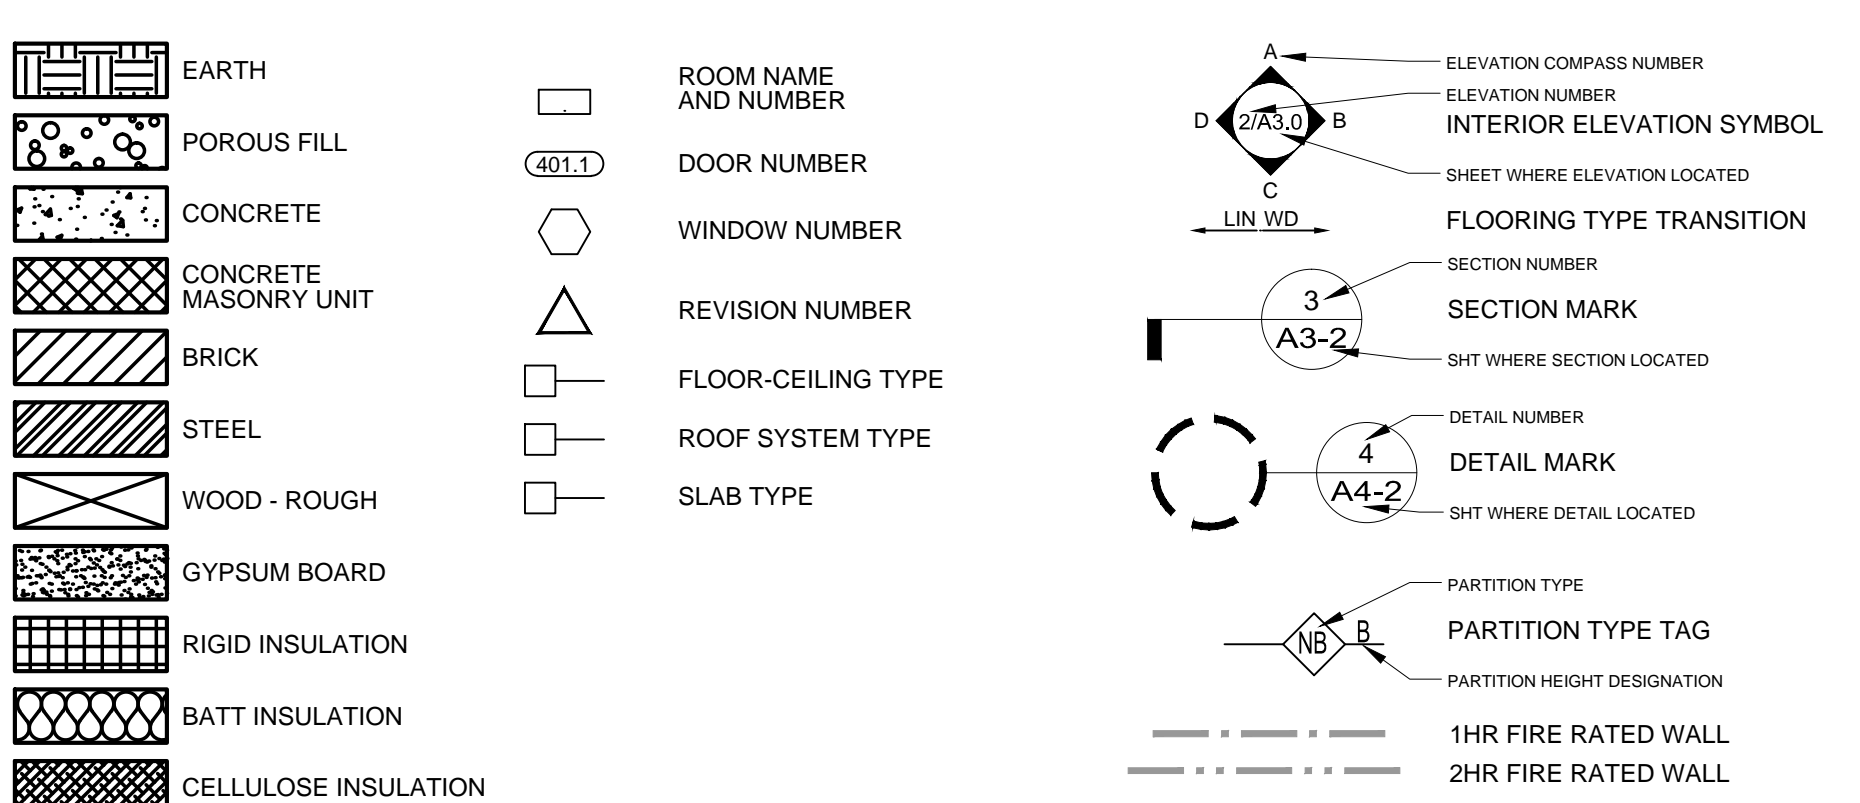 EARTH
POROUS FILL
CONCRETE
CONCRETE
MASONRY UNIT
BRICK
STEEL
WOOD - ROUGH
GYPSUM BOARD
RIGID INSULATION
BATT INSULATION
CELLULOSE INSULATION
ROOM NAME
AND NUMBER
401.1
DOOR NUMBER
WINDOW NUMBER
REVISION NUMBER
FLOOR-CEILING TYPE
ROOF SYSTEM TYPE
SLAB TYPE
A
ELEVATION COMPASS NUMBER
ELEVATION NUMBER
D
2/A3.0
B
INTERIOR ELEVATION SYMBOL
SHEET WHERE ELEVATION LOCATED
C
LIN WD
FLOORING TYPE TRANSITION
SECTION NUMBER
3
SECTION MARK
A3-2
SHT WHERE SECTION LOCATED
DETAIL NUMBER
4
DETAIL MARK
A4-2
SHT WHERE DETAIL LOCATED
PARTITION TYPE
NB
B
PARTITION TYPE TAG
PARTITION HEIGHT DESIGNATION
1HR FIRE RATED WALL
2HR FIRE RATED WALL